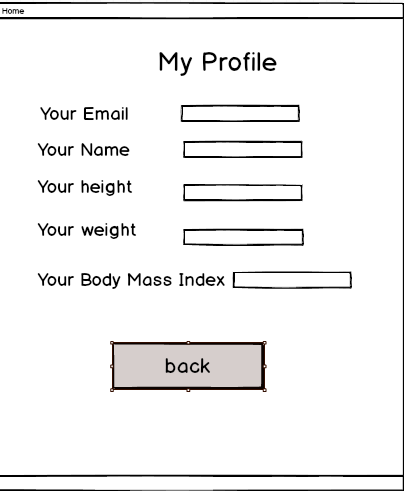 Home
My Profile
Your Email
Your Name
Your height
Your weight
Your Body Mass Index
back